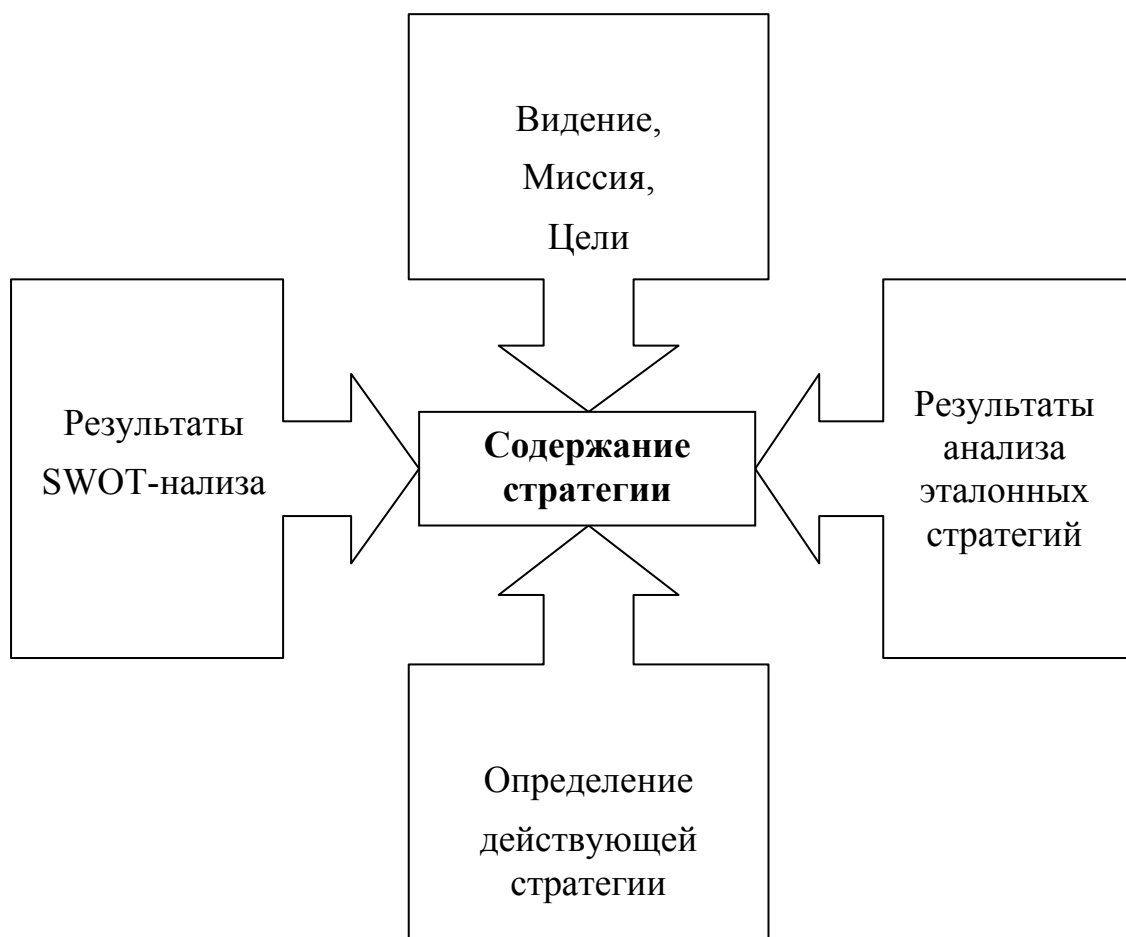 Видение,
Миссия,
Цели
Результаты
SWOT-нализа
Содержание
стратегии
Результаты
анализа
эталонных
стратегий
Определение
действующей
стратегии